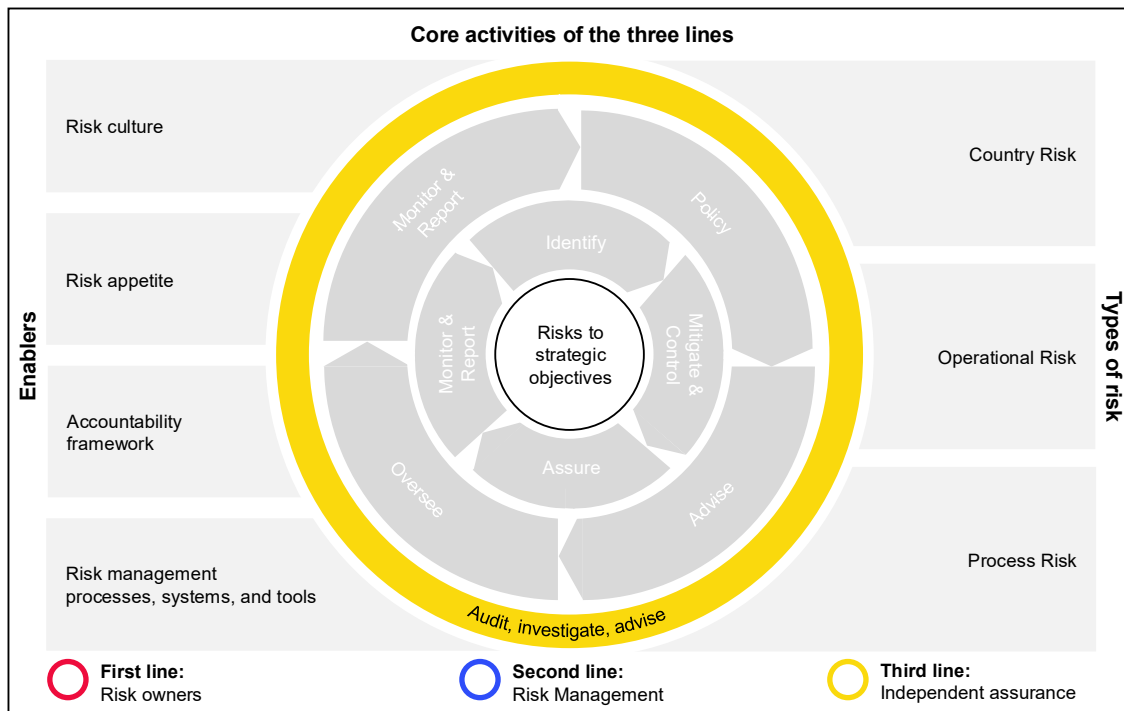 Core activities of the three lines
Enablers
Risk culture
Risk appetite
Accountability
framework
Risk management
processes, systems, and tools
Monitor &
Report
Policy
Advise
Oversee
Identify
Mitigate &
Control
Assure
Monitor &
Report
Risks to
strategic
objectives
Audit, investigate, advise
Types of risk
Country Risk
Operational Risk
Process Risk
First line:
Risk owners
Second line:
Risk Management
Third line:
Independent assurance